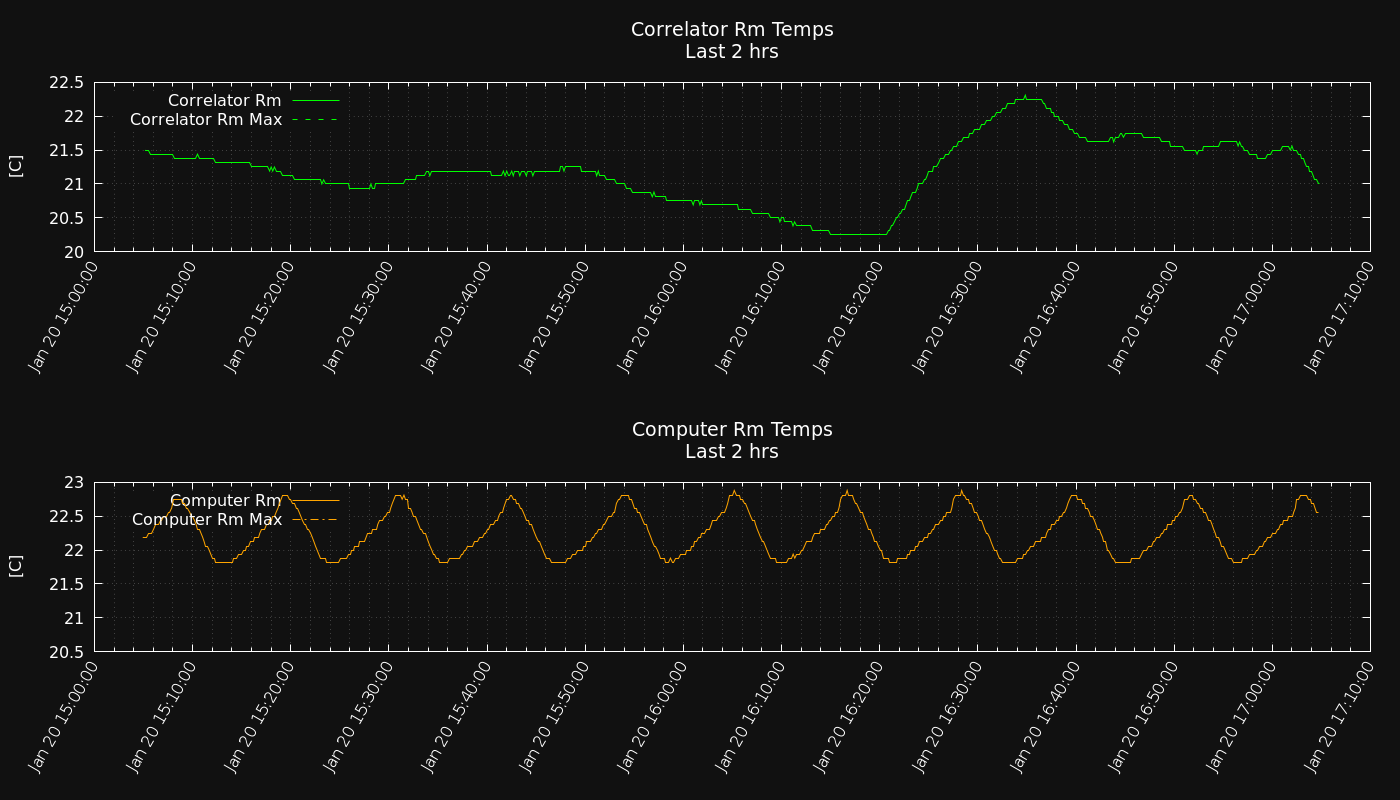 Correlator Rm Temps
Last 2 hrs
22.5
22
21.5
21
20.5
20
[C]
Correlator Rm
Correlator Rm Max
Jan 20 15:00:00
Jan 20 15:10:00
Jan 20 15:20:00
Jan 20 15:30:00
Jan 20 15:40:00
Jan 20 15:50:00
Jan 20 16:00:00
Jan 20 16:10:00
Jan 20 16:20:00
Jan 20 16:30:00
Jan 20 16:40:00
Jan 20 16:50:00
Jan 20 17:00:00
Jan 20 17:10:00
Computer Rm Temps
Last 2 hrs
23
22.5
22
21.5
21
20.5
[C]
Computer Rm
Computer Rm Max
Jan 20 15:00:00
Jan 20 15:10:00
Jan 20 15:20:00
Jan 20 15:30:00
Jan 20 15:40:00
Jan 20 15:50:00
Jan 20 16:00:00
Jan 20 16:10:00
Jan 20 16:20:00
Jan 20 16:30:00
Jan 20 16:40:00
Jan 20 16:50:00
Jan 20 17:00:00
Jan 20 17:10:00